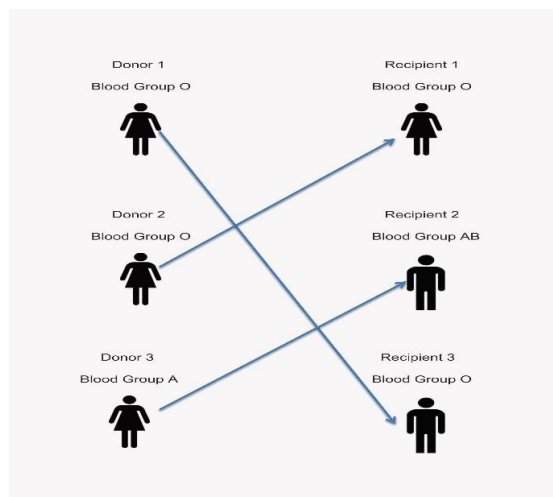 Donor 1
Blood Group O
Recipient 1
Blood Group O
Donor 2
Blood Group O
Recipient 2
Blood Group AB
Donor 3
Blood Group A
Recipient 3
Blood Group O